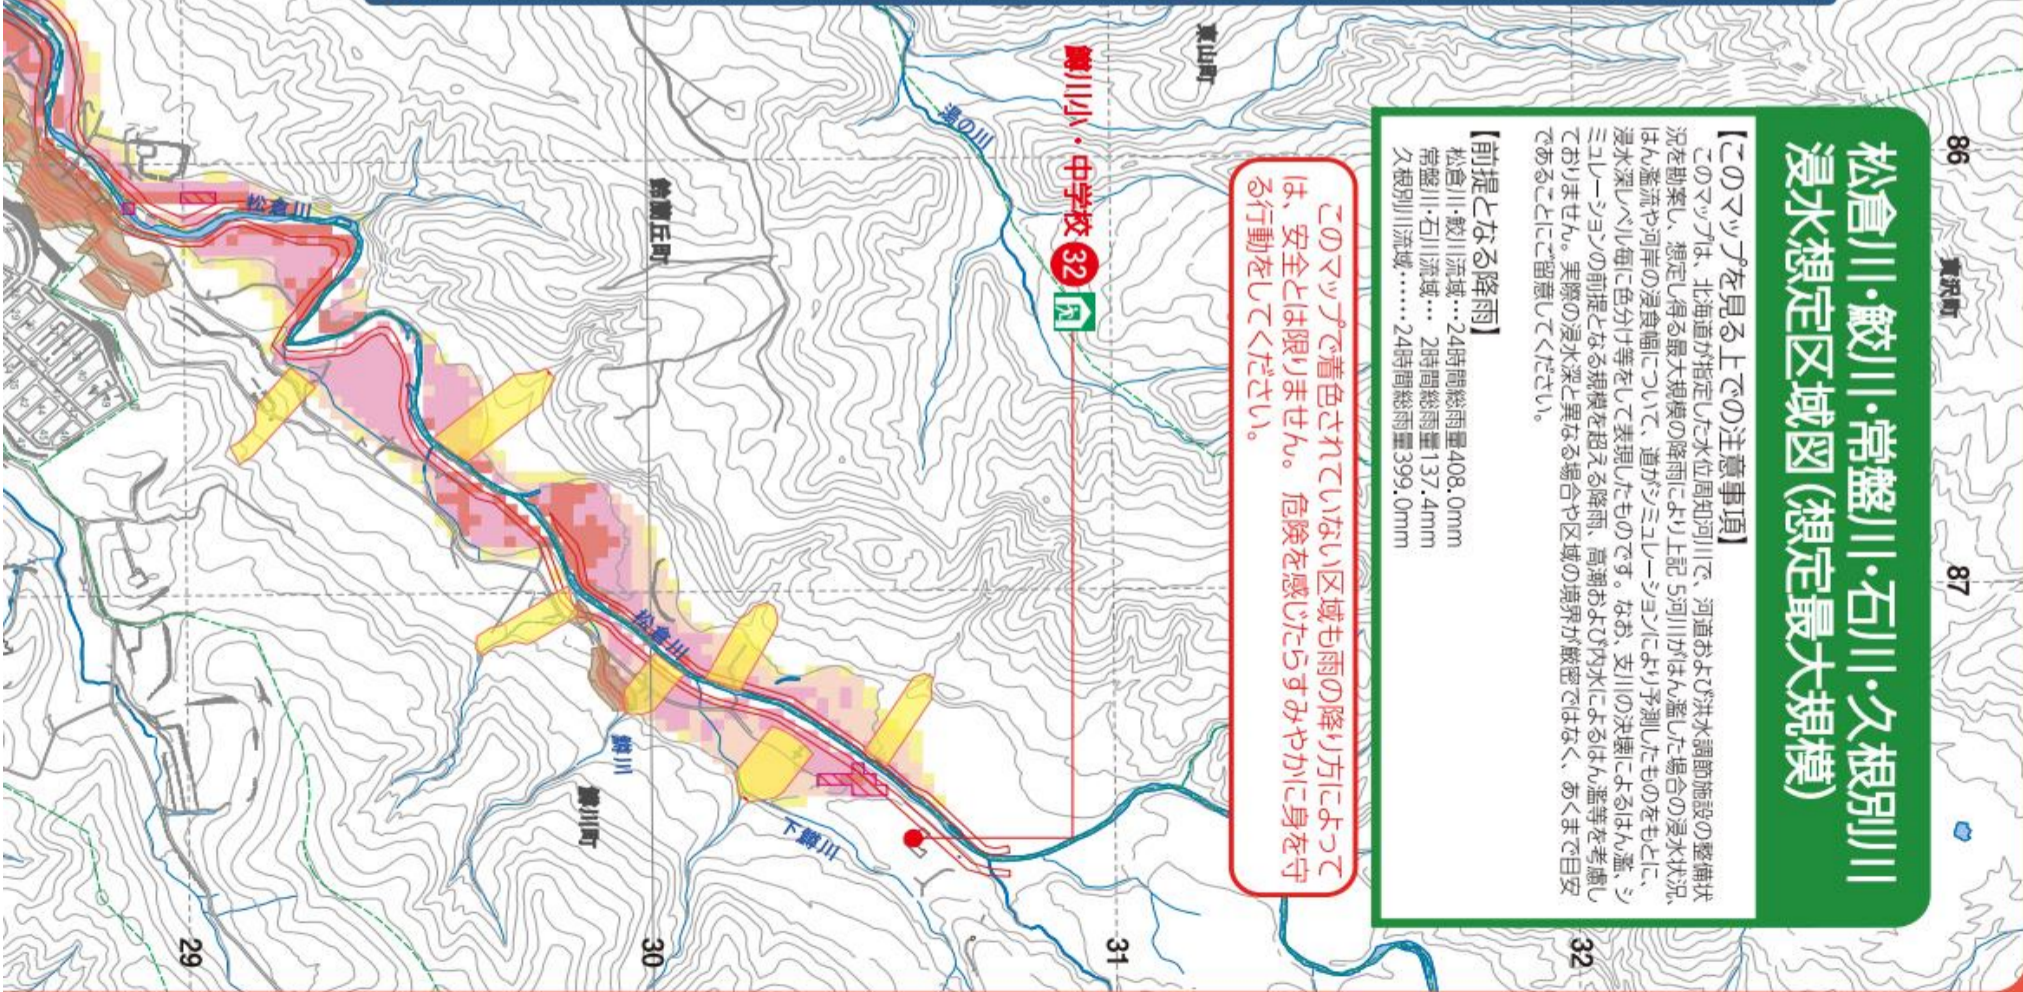 松倉川・鮫川・常盤川・石川・久根別川
浸水想定区域図(想定最大規模)
【このマップを見る上での注意事項】
このマップは、北海道が指定した水位周知河川で、河道および洪水調節施設の整備状
況を勘案し、想定し得る最大規模の降雨により上記5河川がはん濫した場合の浸水状況、
はん濫流や河岸の浸食幅について、道がシミュレーションにより予測したものをもとに、
浸水深レベル毎に色分け等をして表現したものです。なお、支川の決壊によるはん濫、シ
ミュレーションの前提となる規模を超える降雨、高潮および内水によるはん濫等を考慮し
ておりません。実際の浸水深と異なる場合や区域の境界が厳密ではなく、あくまで目安
であることにご留意してください。
【前提となる降雨】
松倉川・鮫川流域…24時間総雨量408.0mm
常盤川・石川流域… 2時間総雨量137.4mm
久根別川流域……24時間総雨量399.0mm
このマップで着色されていない区域も雨の降り方によって
は、安全とは限りません。 危険を感じたらすみやかに身を守
る行動をしてください。
鱒川小・中学校 32
東山町
湯の川
鈴蘭丘町
松倉川
松倉川
鱒川
鱒川町
下鱒川
寅沢町
86
87
29
30
31
32